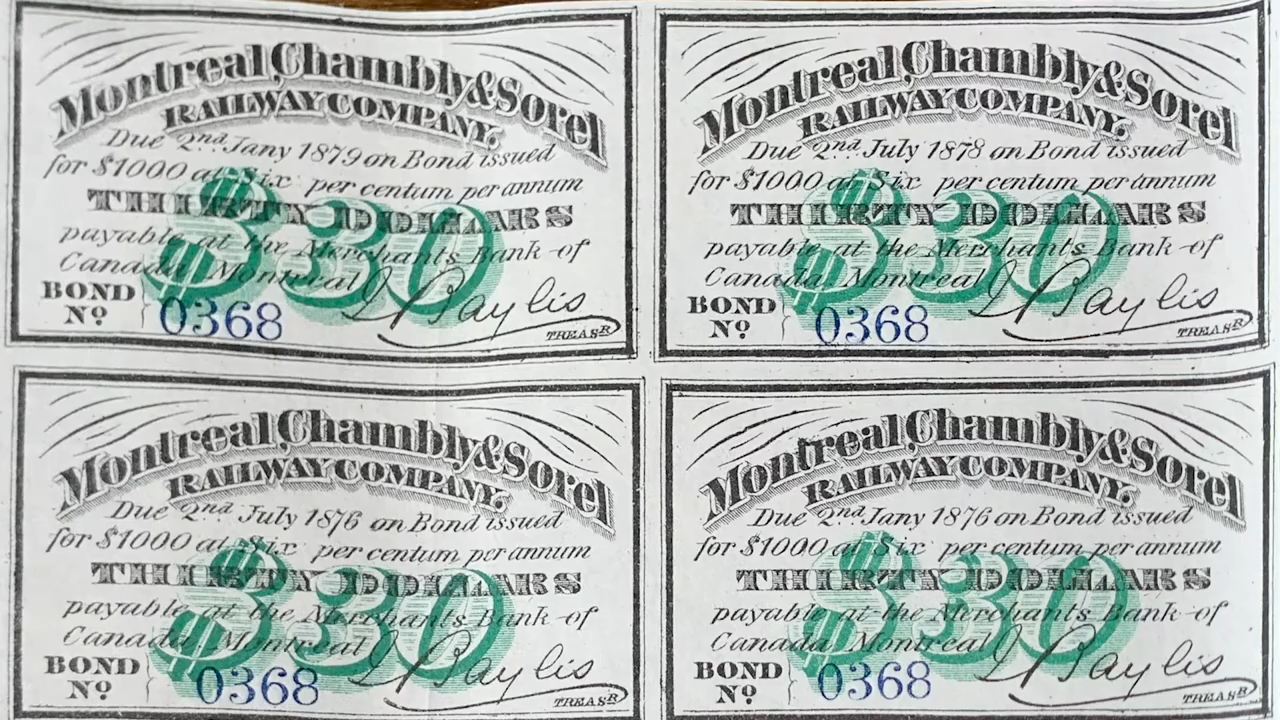 Montreal, Chambly & Sorel
RAILWAY COMPANY.
Due 2nd Jany 1879 on Bond issued
for $1000 at Six per centum per annum
$30
THIRTY DOLLARS
payable at the Merchants Bank of
Canada Montreal
J Baylis
BOND
No 0368
TREASR
Montreal, Chambly & Sorel
RAILWAY COMPANY.
Due 2nd July 1878 on Bond issued
for $1000 at Six per centum per annum
$30
THIRTY DOLLARS
payable at the Merchants Bank of
Canada Montreal
J Baylis
BOND
No 0368
TREASR
Montreal, Chambly & Sorel
RAILWAY COMPANY.
Due 2nd July 1876 on Bond issued
for $1000 at Six per centum per annum
$30
THIRTY DOLLARS
payable at the Merchants Bank of
Canada Montreal
J Baylis
BOND
No 0368
TREASR
Montreal, Chambly & Sorel
RAILWAY COMPANY.
Due 2nd Jany 1876 on Bond issued
for $1000 at Six per centum per annum
$30
THIRTY DOLLARS
payable at the Merchants Bank of
Canada Montreal
J Baylis
BOND
No 0368
TREASR